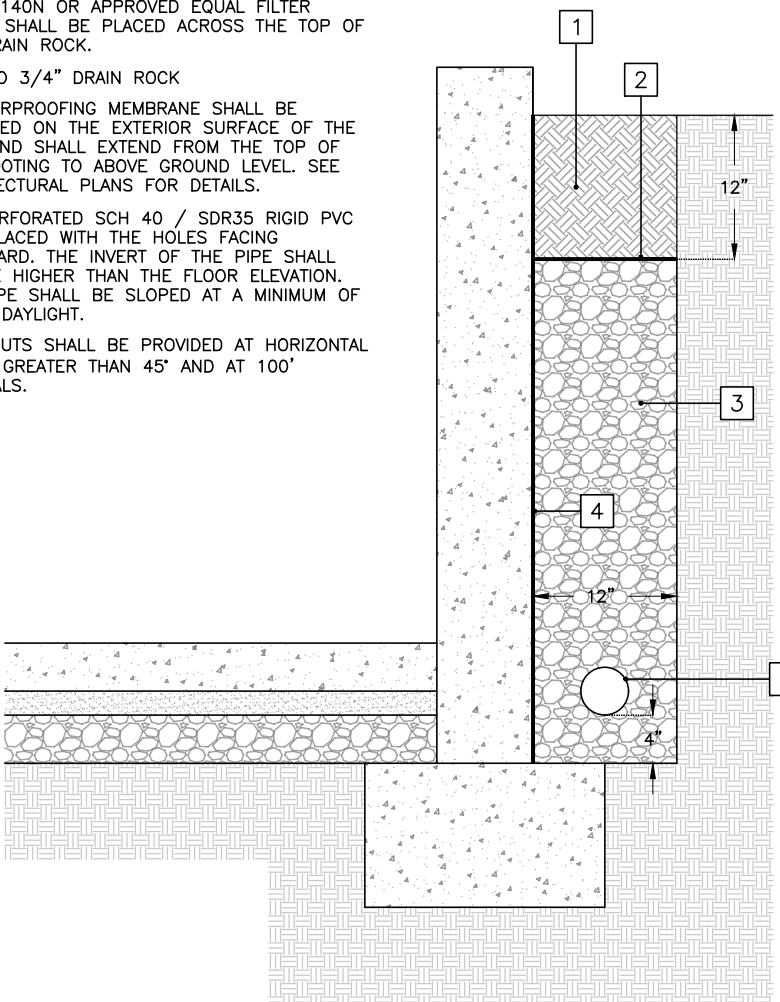 140N OR APPROVED EQUAL FILTER
SHALL BE PLACED ACROSS THE TOP OF
RAIN ROCK.
O 3/4" DRAIN ROCK
ERPROOFING MEMBRANE SHALL BE
ED ON THE EXTERIOR SURFACE OF THE
ND SHALL EXTEND FROM THE TOP OF
OOTING TO ABOVE GROUND LEVEL. SEE
ECTURAL PLANS FOR DETAILS.
RFORATED SCH 40 / SDR35 RIGID PVC
LACED WITH THE HOLES FACING
ARD. THE INVERT OF THE PIPE SHALL
E HIGHER THAN THE FLOOR ELEVATION.
PE SHALL BE SLOPED AT A MINIMUM OF
DAYLIGHT.
UTS SHALL BE PROVIDED AT HORIZONTAL
GREATER THAN 45° AND AT 100'
ALS.
1
2
12"
3
4
12"
4"